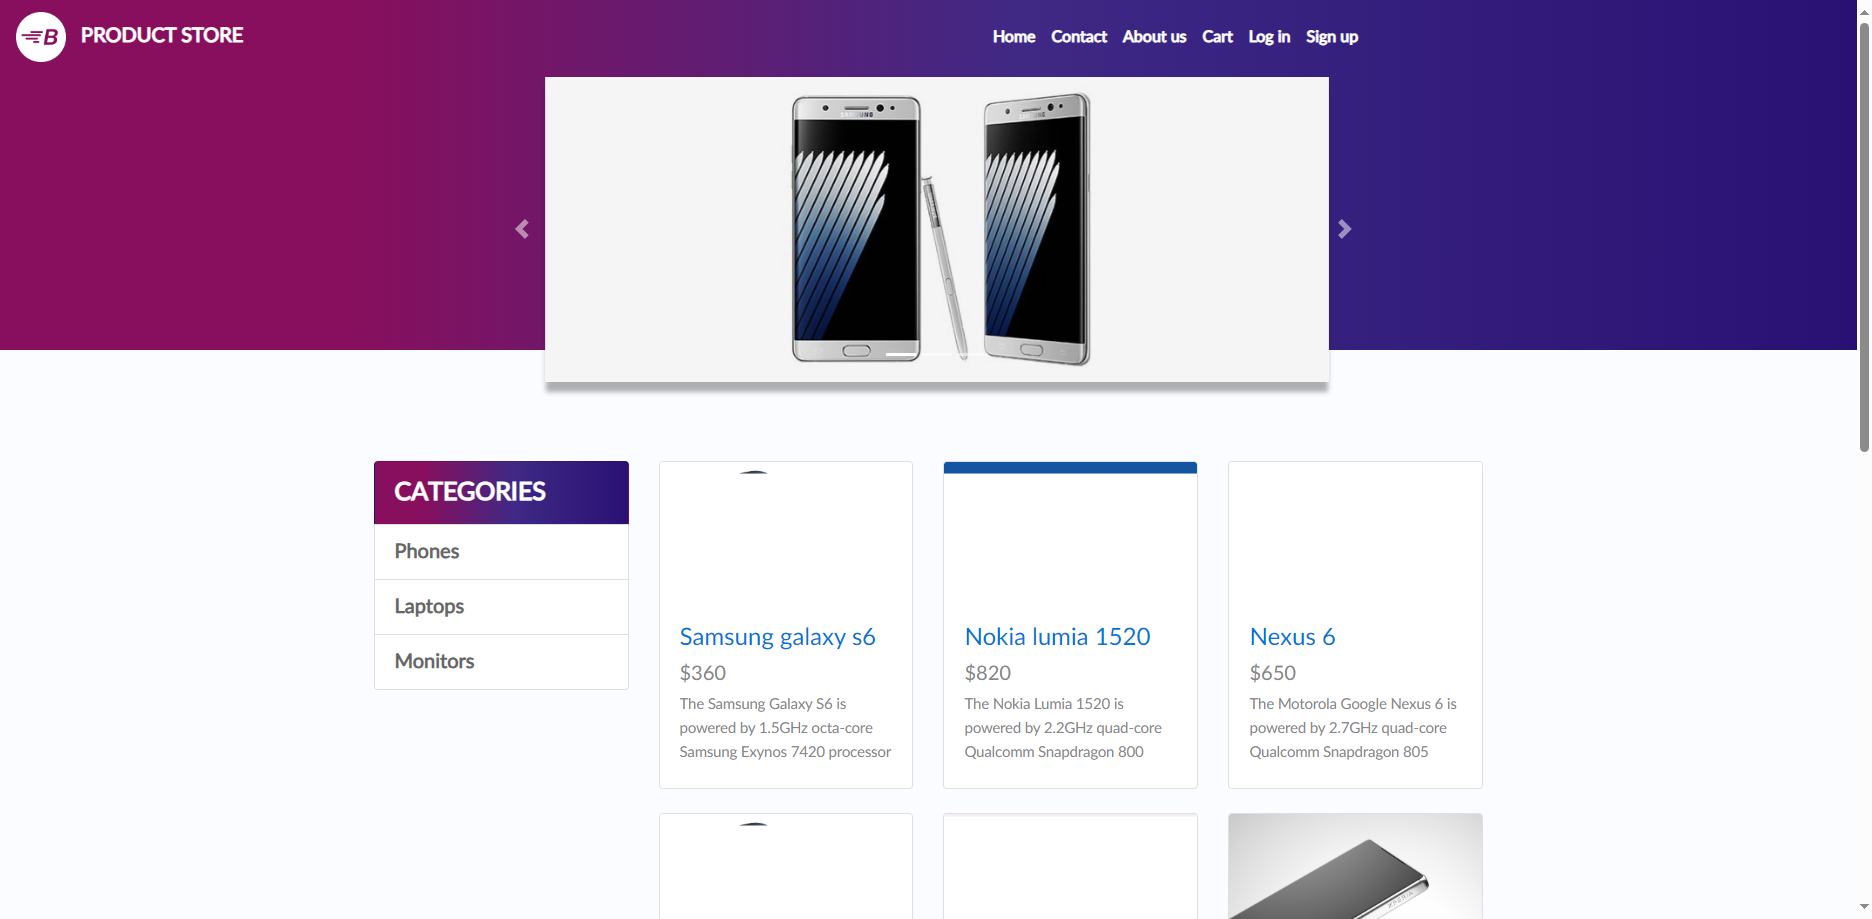 B PRODUCT STORE
Home Contact About us Cart Log in Sign up
SAMSUNG
SAMSUNG
CATEGORIES
Phones
Laptops
Monitors
Samsung galaxy s6
$360
The Samsung Galaxy S6 is
powered by 1.5GHz octa-core
Samsung Exynos 7420 processor
Nokia lumia 1520
$820
The Nokia Lumia 1520 is
powered by 2.2GHz quad-core
Qualcomm Snapdragon 800
Nexus 6
$650
The Motorola Google Nexus 6 is
powered by 2.7GHz quad-core
Qualcomm Snapdragon 805
XPERIA